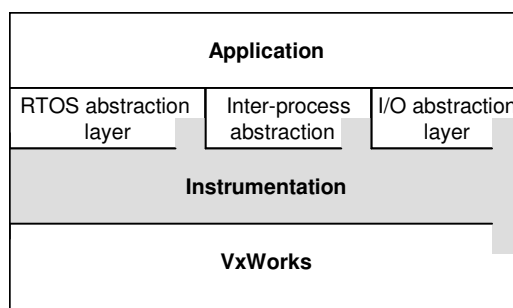 Application
RTOS abstraction
layer
Inter-process
abstraction
I/O abstraction
layer
Instrumentation
VxWorks